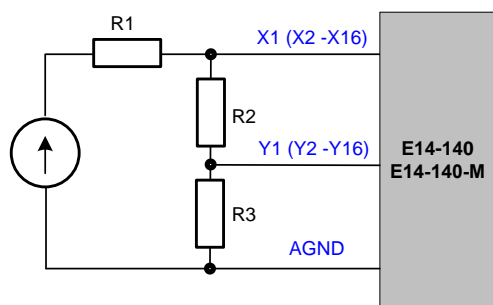 R1
X1 (X2 -X16)
R2
E14-140
E14-140-M
Y1 (Y2 -Y16)
R3
AGND